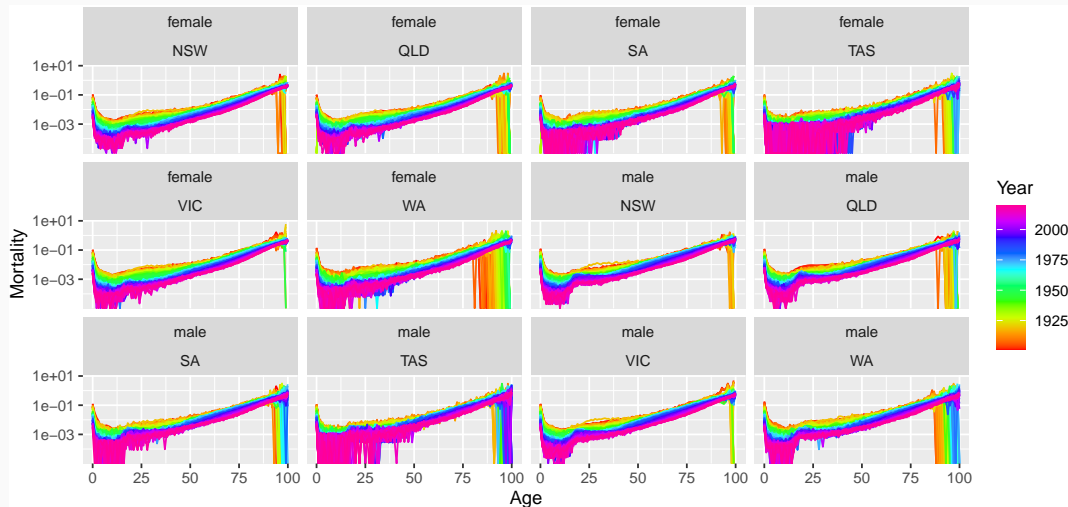 female female female female
NSW QLD SA TAS
1e+01
1e−01
1e−03
female female male male
VIC WA NSW QLD
1e+01
1e−01
1e−03
male male male male
SA TAS VIC WA
1e+01
1e−01
1e−03
0 25 50 75 100 0 25 50 75 100 0 25 50 75 100 0 25 50 75 100
Age
Mortality
Year
2000
1975
1950
1925